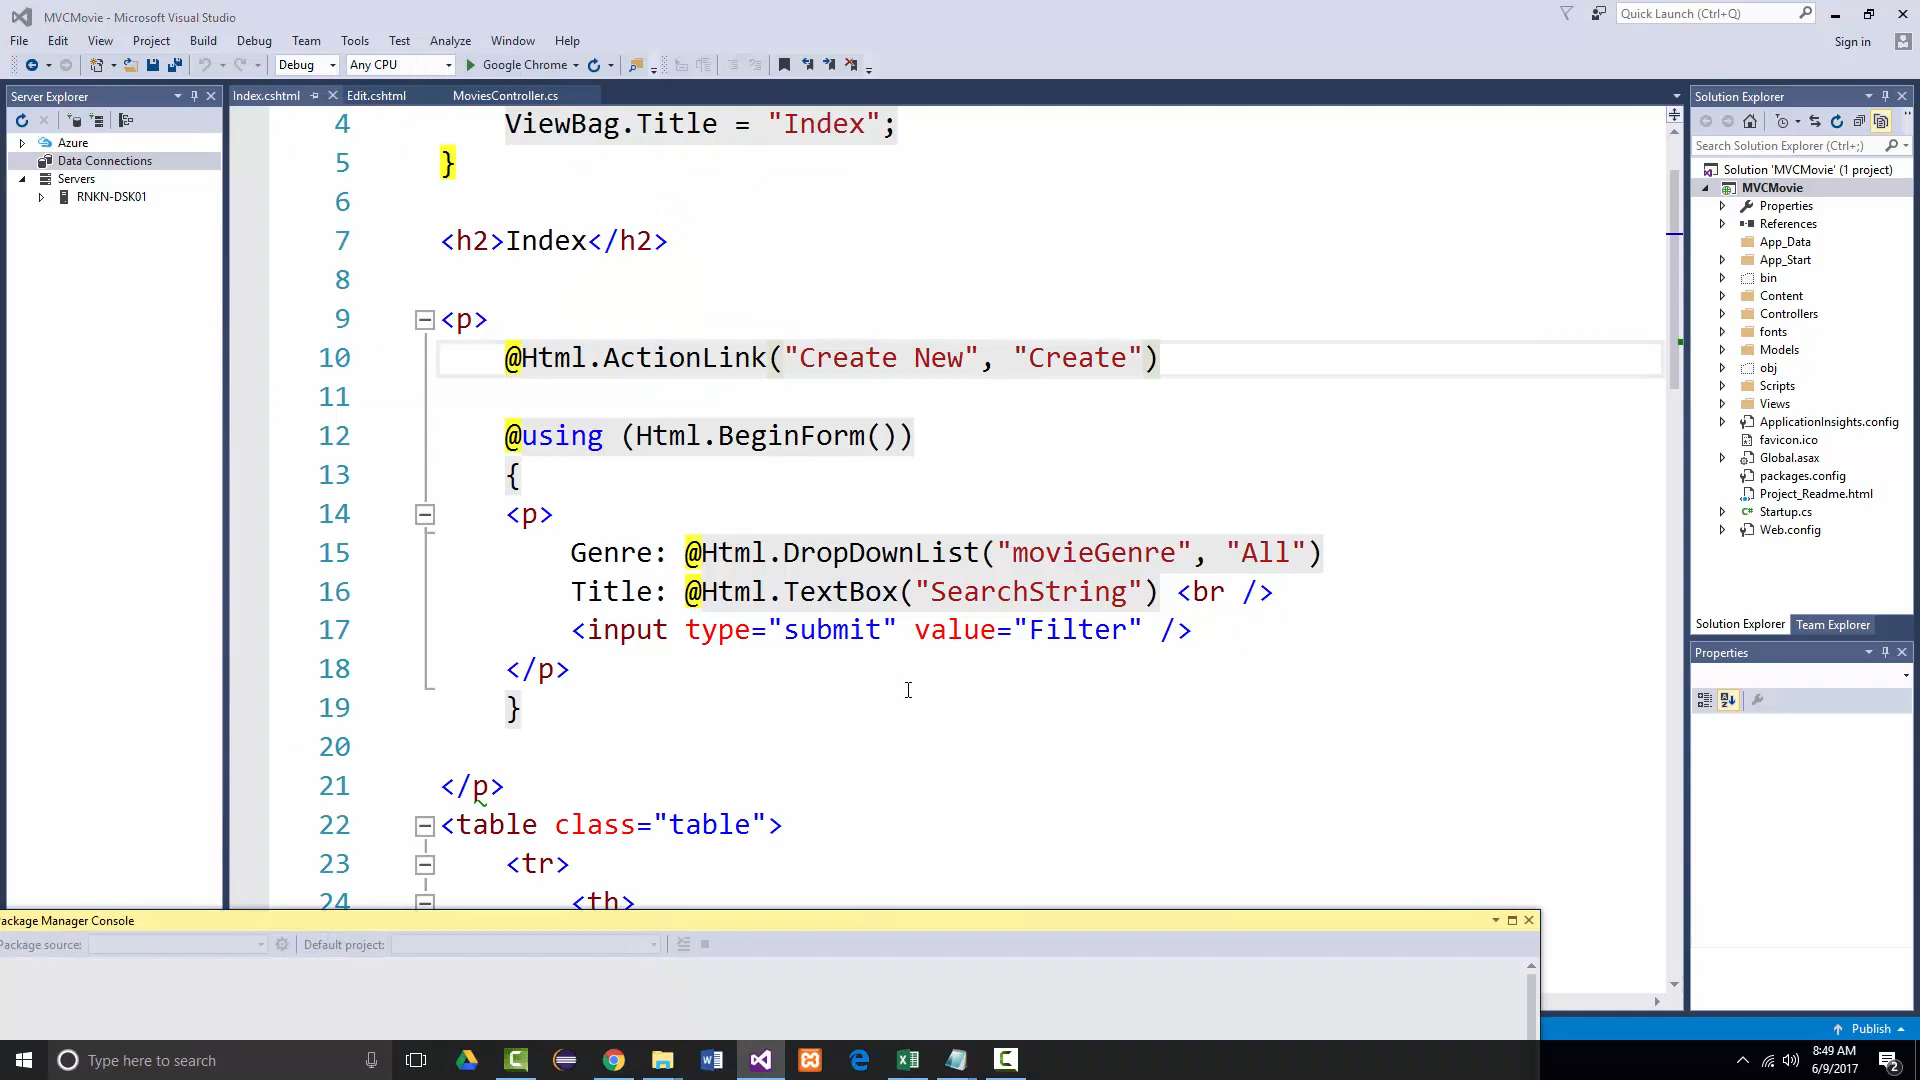 MVCMovie - Microsoft Visual Studio
Quick Launch (Ctrl+Q)
File Edit View Project Build Debug Team Tools Test Analyze Window Help
Sign in
Debug Any CPU Google Chrome
Server Explorer
Azure
Data Connections
Servers
RNKN-DSK01
Index.cshtml Edit.cshtml MoviesController.cs
4 ViewBag.Title = "Index";
5 }
6
7 <h2>Index</h2>
8
9 <p>
10 @Html.ActionLink("Create New", "Create")
11
12 @using (Html.BeginForm())
13 {
14 <p>
15 Genre: @Html.DropDownList("movieGenre", "All")
16 Title: @Html.TextBox("SearchString") <br />
17 <input type="submit" value="Filter" />
18 </p>
19 }
20
21 </p>
22 <table class="table">
23 <tr>
24 <th>
Solution Explorer
Search Solution Explorer (Ctrl+;)
Solution 'MVCMovie' (1 project)
MVCMovie
Properties
References
App_Data
App_Start
bin
Content
Controllers
fonts
Models
obj
Scripts
Views
ApplicationInsights.config
favicon.ico
Global.asax
packages.config
Project_Readme.html
Startup.cs
Web.config
Solution Explorer Team Explorer
Properties
ackage Manager Console
Package source: Default project:
Publish
Type here to search
8:49 AM
6/9/2017
2